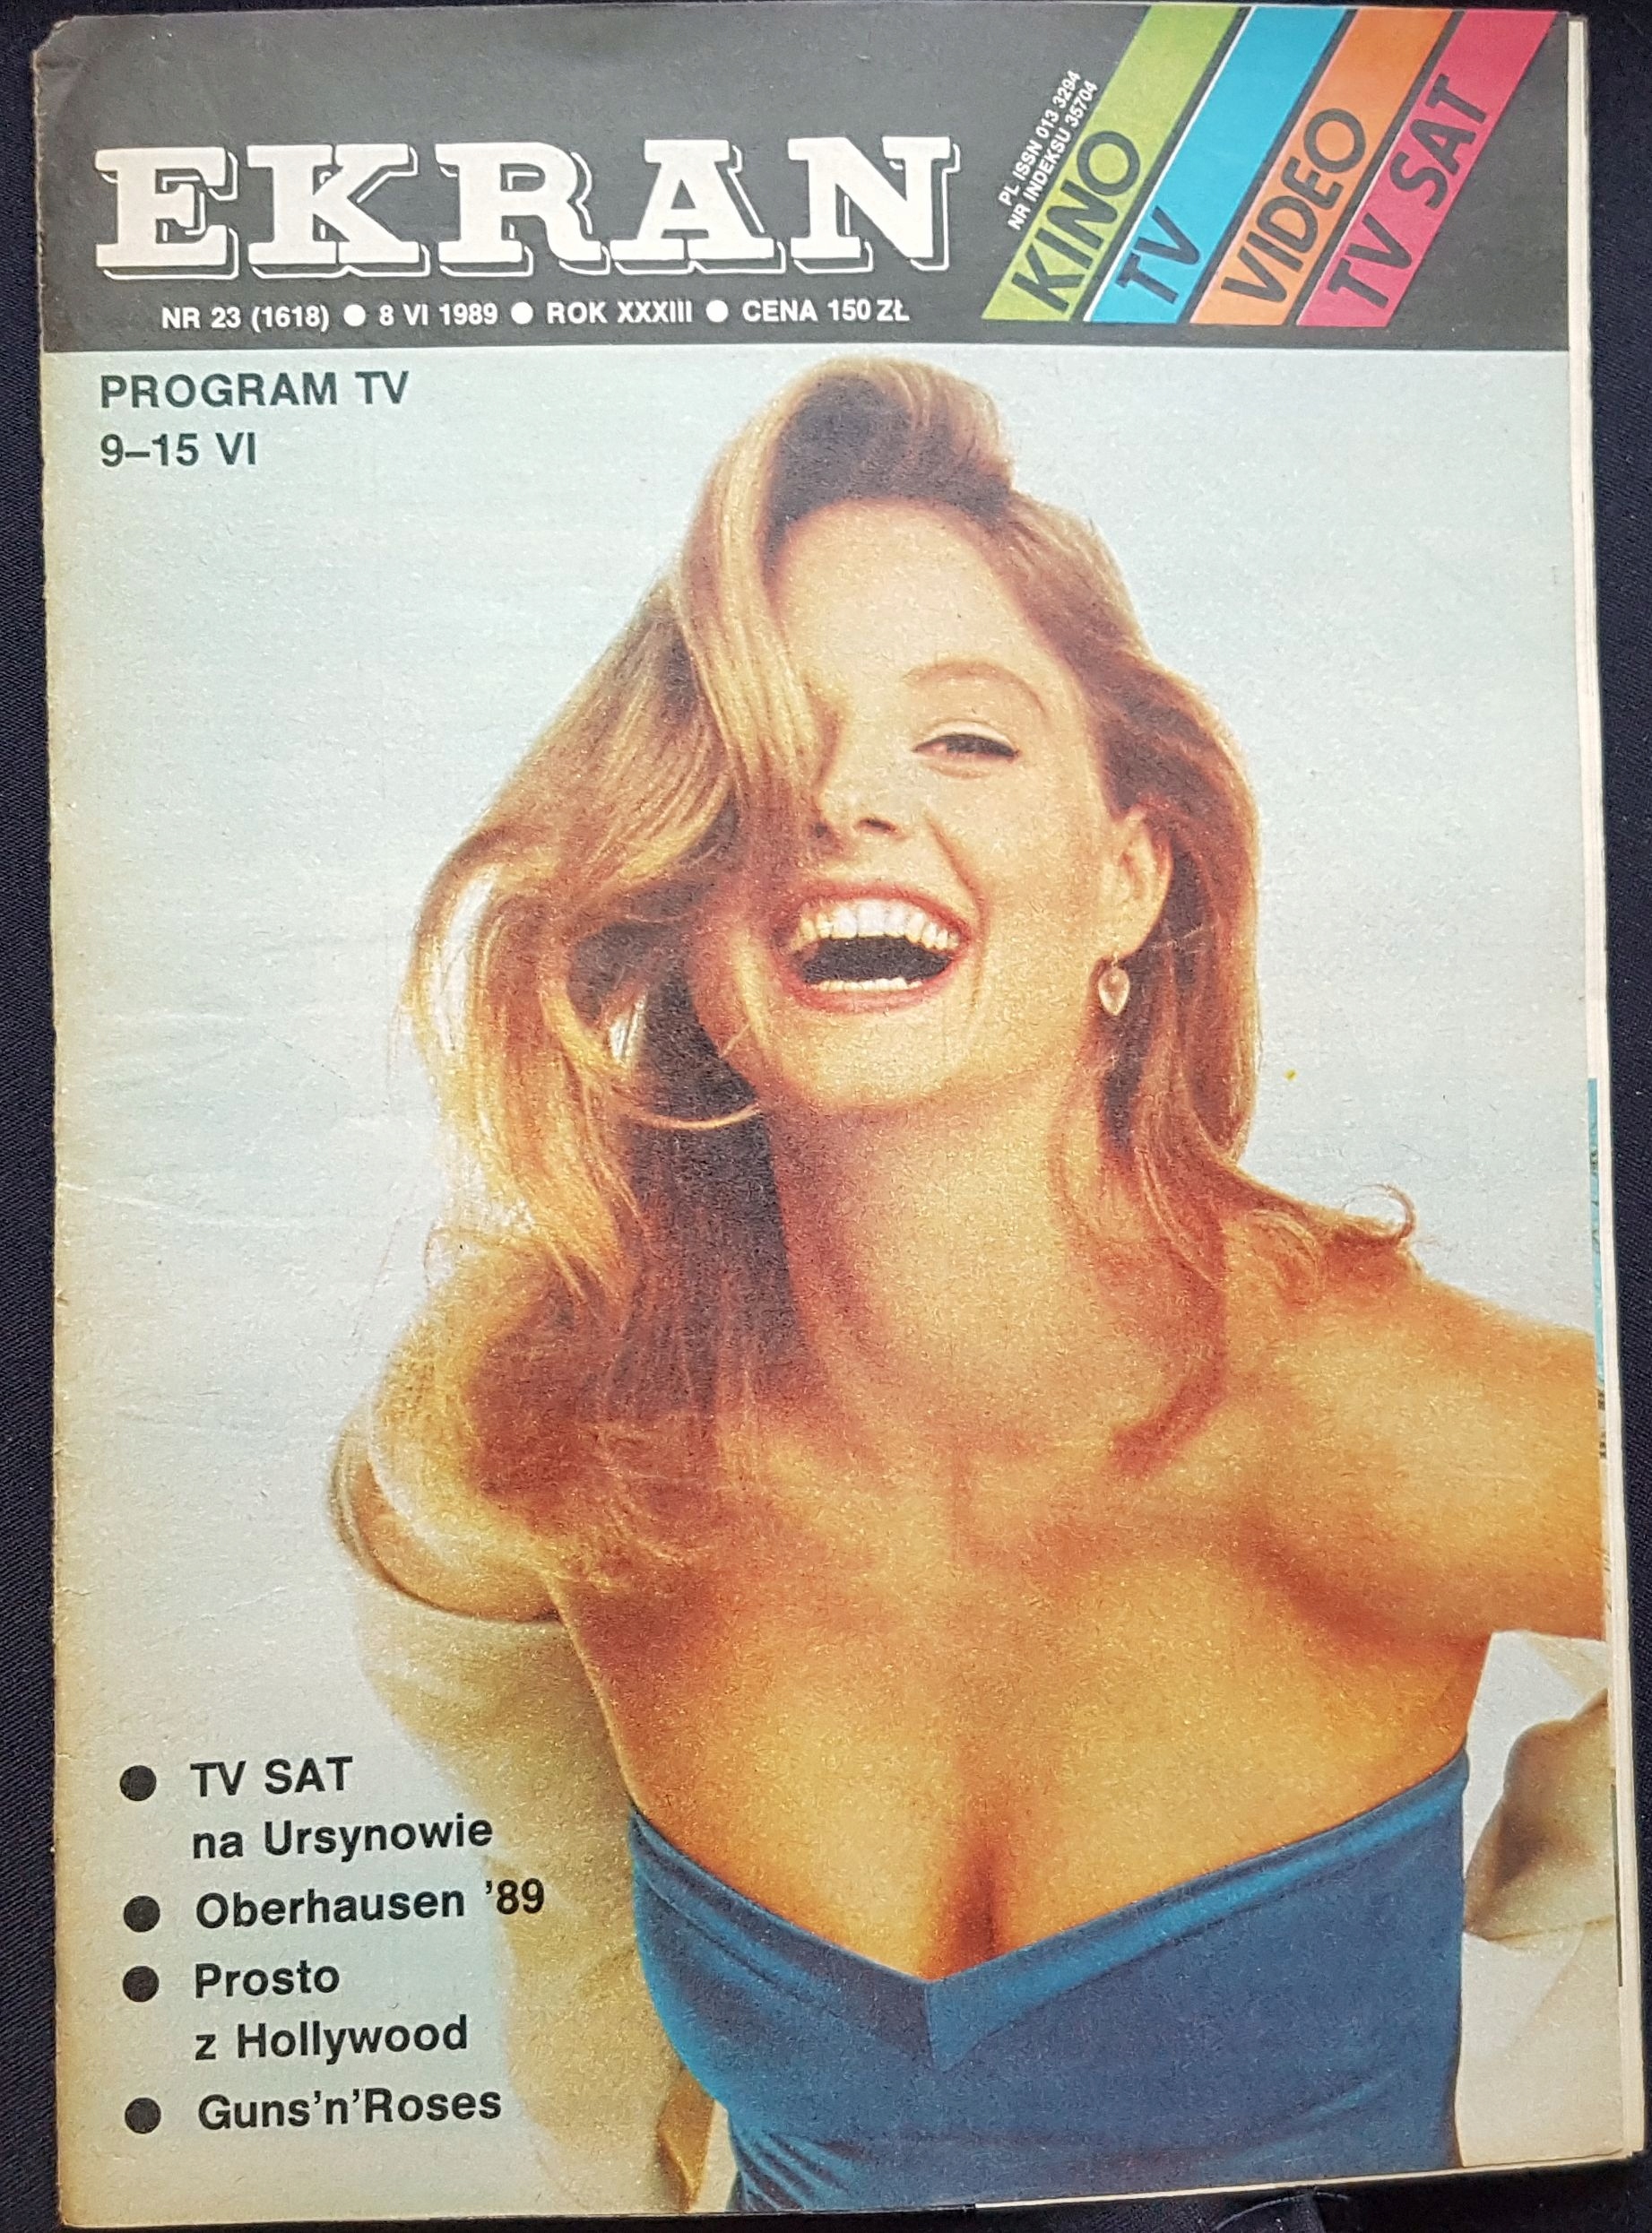 EKRAN
PL ISSN 013 3294
NR INDEKSU 35704
KINO
TV
VIDEO
TV SAT
NR 23 (1618) ● 8 VI 1989 ● ROK XXXIII ● CENA 150 ZŁ
PROGRAM TV
9–15 VI
● TV SAT
na Ursynowie
● Oberhausen '89
● Prosto
z Hollywood
● Guns'n'Roses